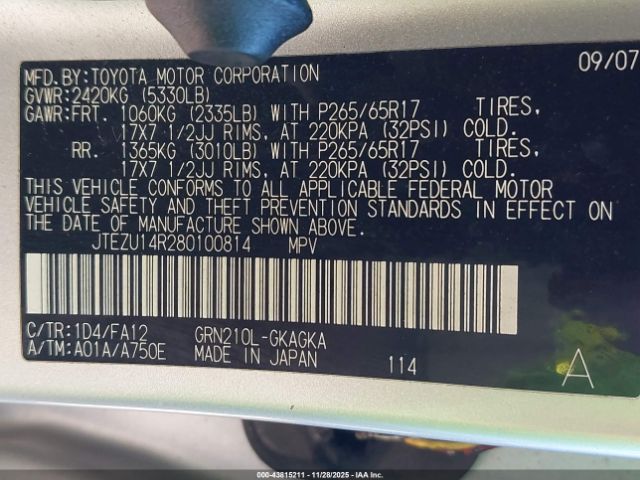 MFD.BY:TOYOTA MOTOR CORPORATION 09/07
GVWR:2420KG (5330LB)
GAWR:FRT. 1060KG (2335LB) WITH P265/65R17 TIRES,
17X7 1/2JJ RIMS. AT 220KPA (32PSI) COLD.
RR. 1365KG (3010LB) WITH P265/65R17 TIRES,
17X7 1/2JJ RIMS. AT 220KPA (32PSI) COLD.
THIS VEHICLE CONFORMS TO ALL APPLICABLE FEDERAL MOTOR
VEHICLE SAFETY AND THEFT PREVENTION STANDARDS IN EFFECT ON
THE DATE OF MANUFACTURE SHOWN ABOVE.
JTEZU14R280100814 MPV
C/TR:1D4/FA12 GRN210L-GKAGKA
A/TM:A01A/A750E MADE IN JAPAN 114 A
000-43815211 - 11/28/2025 - IAA Inc.